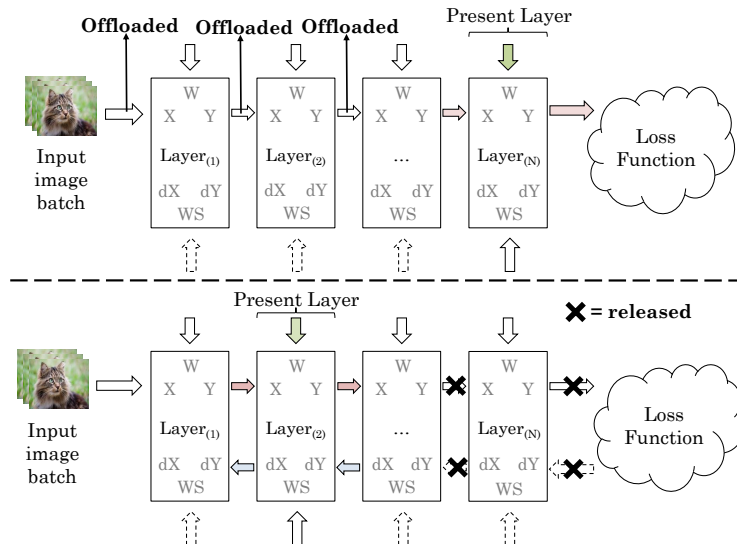 Present Layer
Offloaded Offloaded Offloaded
W W W W
X Y X Y X Y X Y
Layer(1) Layer(2) ... Layer(N)
dX dY dX dY dX dY dX dY
WS WS WS WS
Input
image
batch
Loss
Function
Present Layer
= released
W W W W
X Y X Y X Y X Y
Layer(1) Layer(2) ... Layer(N)
dX dY dX dY dX dY dX dY
WS WS WS WS
Input
image
batch
Loss
Function